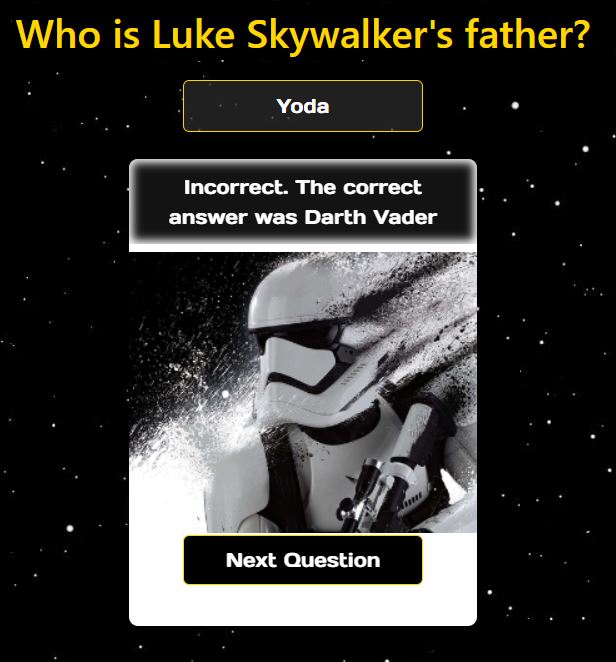 Who is Luke Skywalker's father?
Yoda
Incorrect. The correct
answer was Darth Vader
Next Question